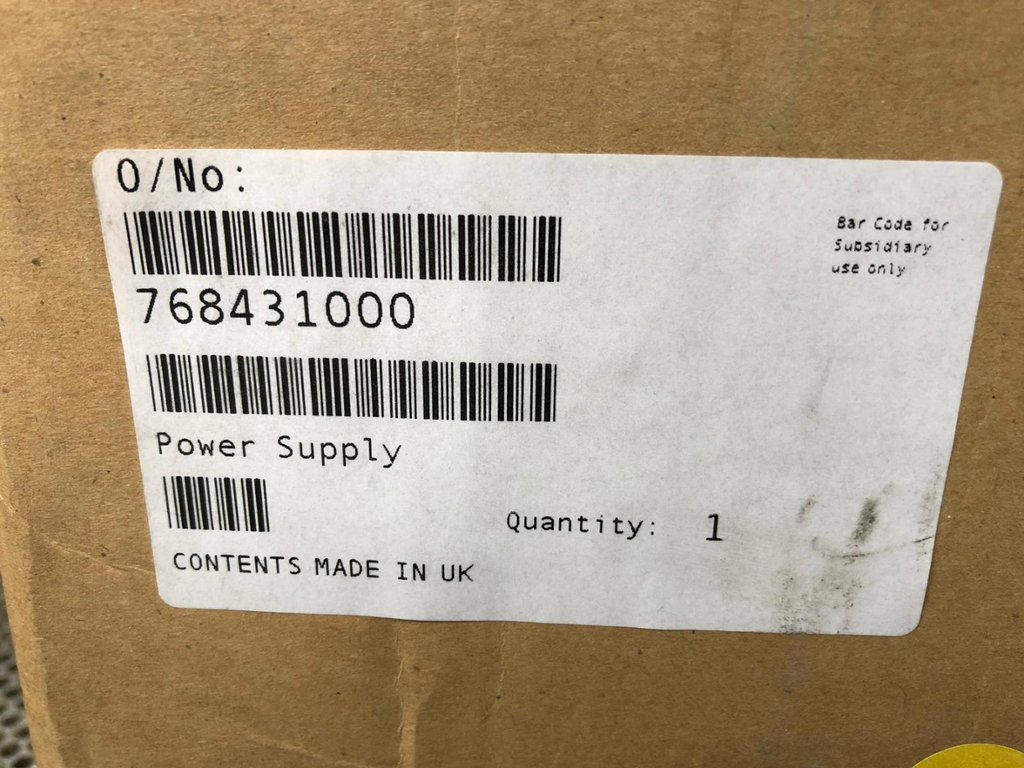 O/No:
Bar Code for
Subsidiary
use only
768431000
Power Supply
Quantity: 1
CONTENTS MADE IN UK